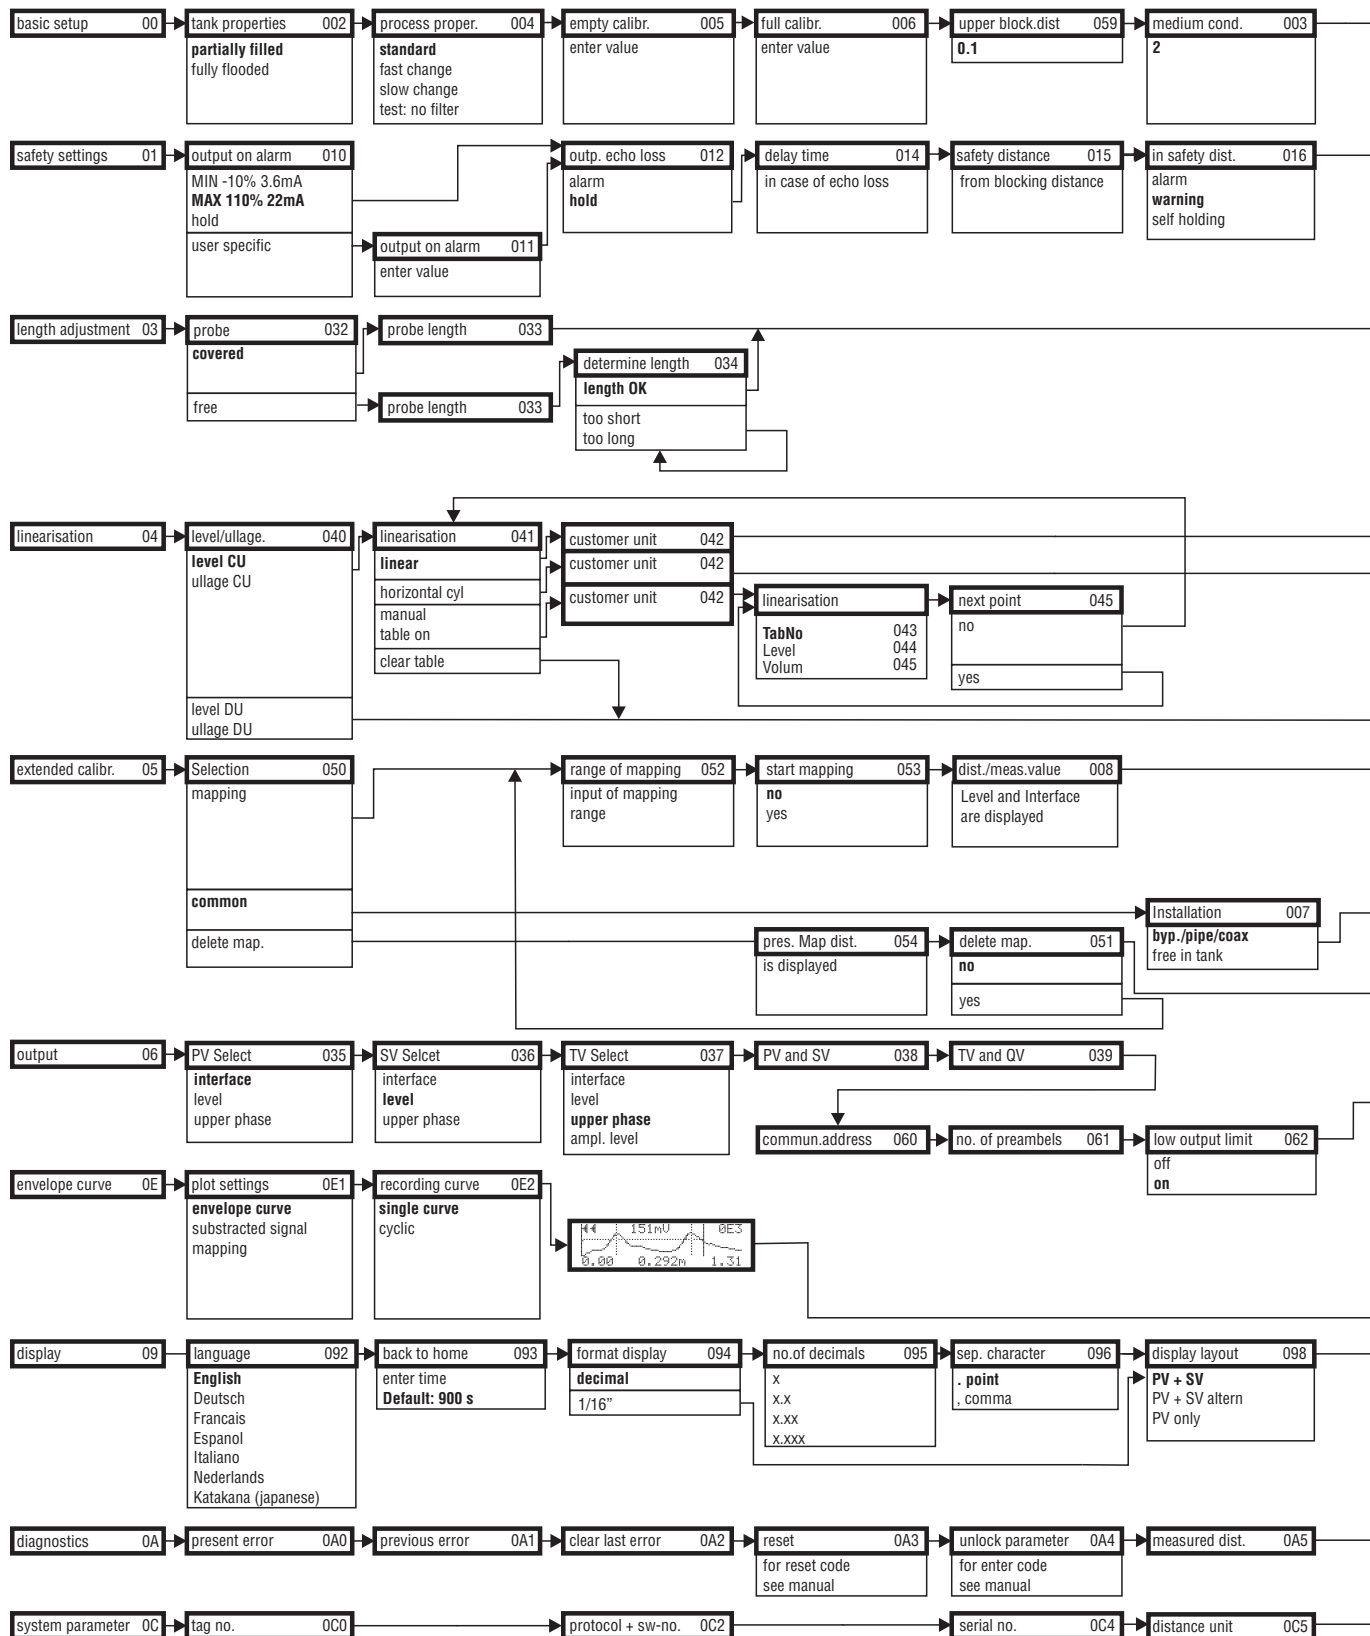 basic setup 00
tank properties 002
partially filled
fully flooded
process proper. 004
standard
fast change
slow change
test: no filter
empty calibr. 005
enter value
full calibr. 006
enter value
upper block.dist 059
0.1
medium cond. 003
2
safety settings 01
output on alarm 010
MIN -10% 3.6mA
MAX 110% 22mA
hold
user specific
output on alarm 011
enter value
outp. echo loss 012
alarm
hold
delay time 014
in case of echo loss
safety distance 015
from blocking distance
in safety dist. 016
alarm
warning
self holding
length adjustment 03
probe 032
covered
free
probe length 033
probe length 033
determine length 034
length OK
too short
too long
linearisation 04
level/ullage. 040
level CU
ullage CU
level DU
ullage DU
linearisation 041
linear
horizontal cyl
manual
table on
clear table
customer unit 042
customer unit 042
customer unit 042
linearisation
TabNo 043
Level 044
Volum 045
next point 045
no
yes
extended calibr. 05
Selection 050
mapping
common
delete map.
range of mapping 052
input of mapping
range
start mapping 053
no
yes
dist./meas.value 008
Level and Interface
are displayed
Installation 007
byp./pipe/coax
free in tank
pres. Map dist. 054
is displayed
delete map. 051
no
yes
output 06
PV Select 035
interface
level
upper phase
SV Selcet 036
interface
level
upper phase
TV Select 037
interface
level
upper phase
ampl. level
PV and SV 038
TV and QV 039
commun.address 060
no. of preambels 061
low output limit 062
off
on
envelope curve 0E
plot settings 0E1
envelope curve
substracted signal
mapping
recording curve 0E2
single curve
cyclic
151mV 0E3
0.00 0.292m 1.31
display 09
language 092
English
Deutsch
Francais
Espanol
Italiano
Nederlands
Katakana (japanese)
back to home 093
enter time
Default: 900 s
format display 094
decimal
1/16”
no.of decimals 095
x
x.x
x.xx
x.xxx
sep. character 096
. point
, comma
display layout 098
PV + SV
PV + SV altern
PV only
diagnostics 0A
present error 0A0
previous error 0A1
clear last error 0A2
reset 0A3
for reset code
see manual
unlock parameter 0A4
for enter code
see manual
measured dist. 0A5
system parameter 0C
tag no. 0C0
protocol + sw-no. 0C2
serial no. 0C4
distance unit 0C5